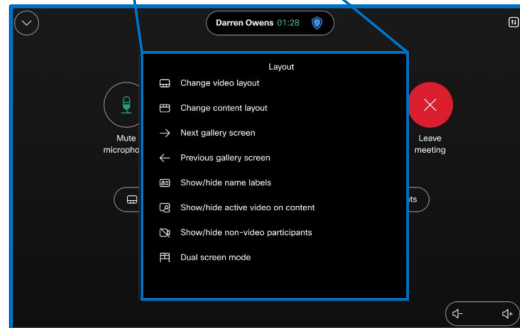 Darren Owens 01:28
Layout
Change video layout
Change content layout
Next gallery screen
Previous gallery screen
Show/hide name labels
Show/hide active video on content
Show/hide non-video participants
Dual screen mode
Mute
micropho
Leave
meeting
nts